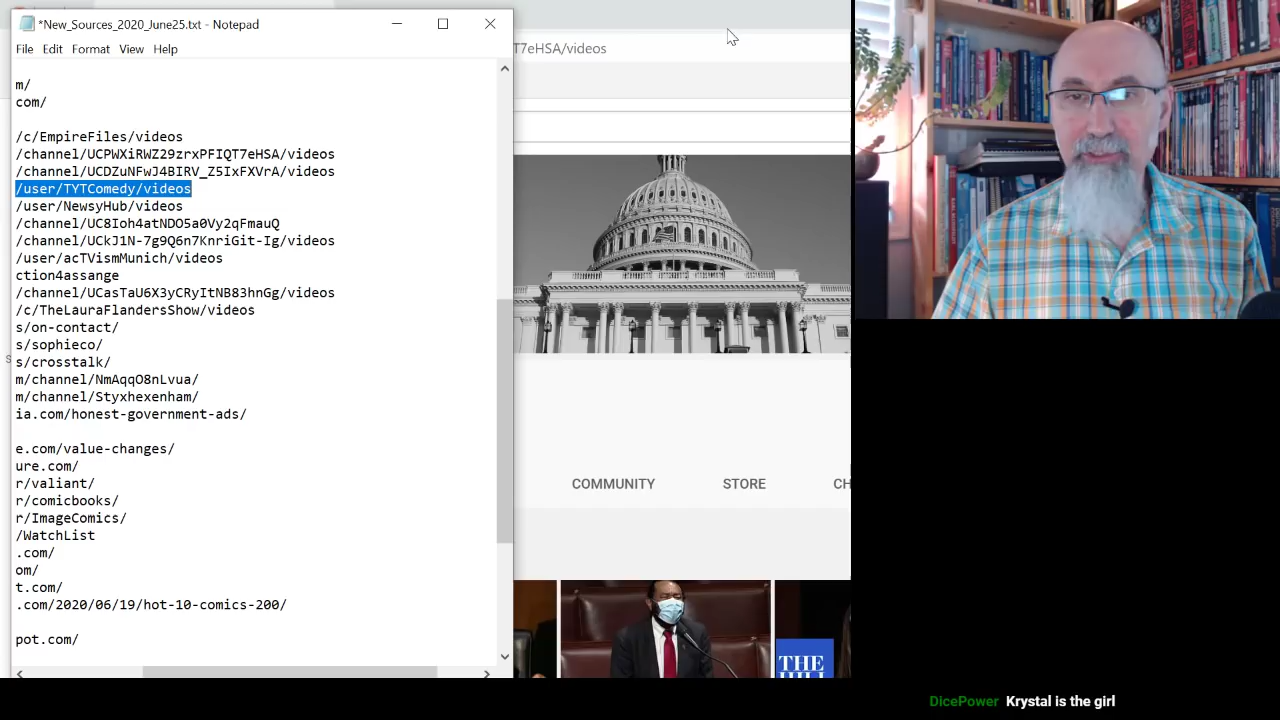 *New_Sources_2020_June25.txt - Notepad
File Edit Format View Help
T7eHSA/videos
m/
com/
/c/EmpireFiles/videos
/channel/UCPWXiRWZ29zrxPFIQT7eHSA/videos
/channel/UCDZuNFwJ4BIRV_Z5IxFXVrA/videos
/user/TYTComedy/videos
/user/NewsyHub/videos
/channel/UC8Ioh4atNDO5a0Vy2qFmauQ
/channel/UCkJ1N-7g9Q6n7KnriGit-Ig/videos
/user/acTVismMunich/videos
ction4assange
/channel/UCasTaU6X3yCRyItNB83hnGg/videos
/c/TheLauraFlandersShow/videos
s/on-contact/
s/sophieco/
s/crosstalk/
m/channel/NmAqqO8nLvua/
m/channel/Styxhexenham/
ia.com/honest-government-ads/
e.com/value-changes/
ure.com/
r/valiant/
r/comicbooks/
r/ImageComics/
/WatchList
.com/
om/
t.com/
.com/2020/06/19/hot-10-comics-200/
pot.com/
COMMUNITY STORE CH
THE
HILL
DicePower Krystal is the girl